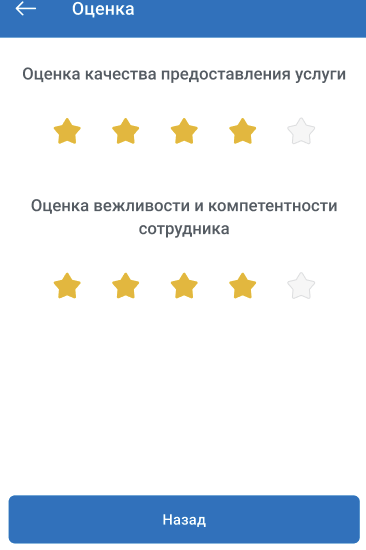 Оценка
Оценка качества предоставления услуги
Оценка вежливости и компетентности
сотрудника
Назад